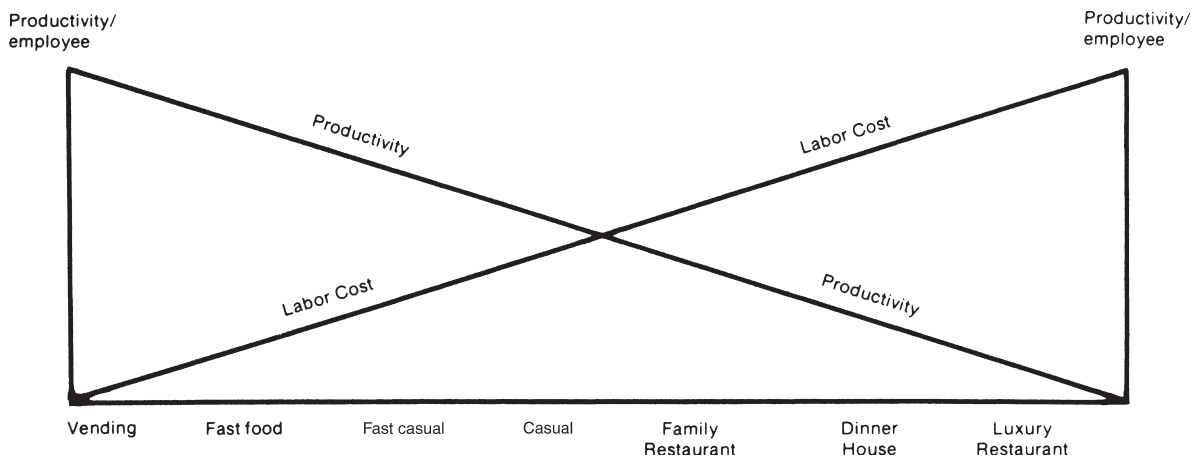 Productivity/
employee
Productivity/
employee
Productivity
Labor Cost
Labor Cost
Productivity
Vending
Fast food
Fast casual
Casual
Family
Restaurant
Dinner
House
Luxury
Restaurant